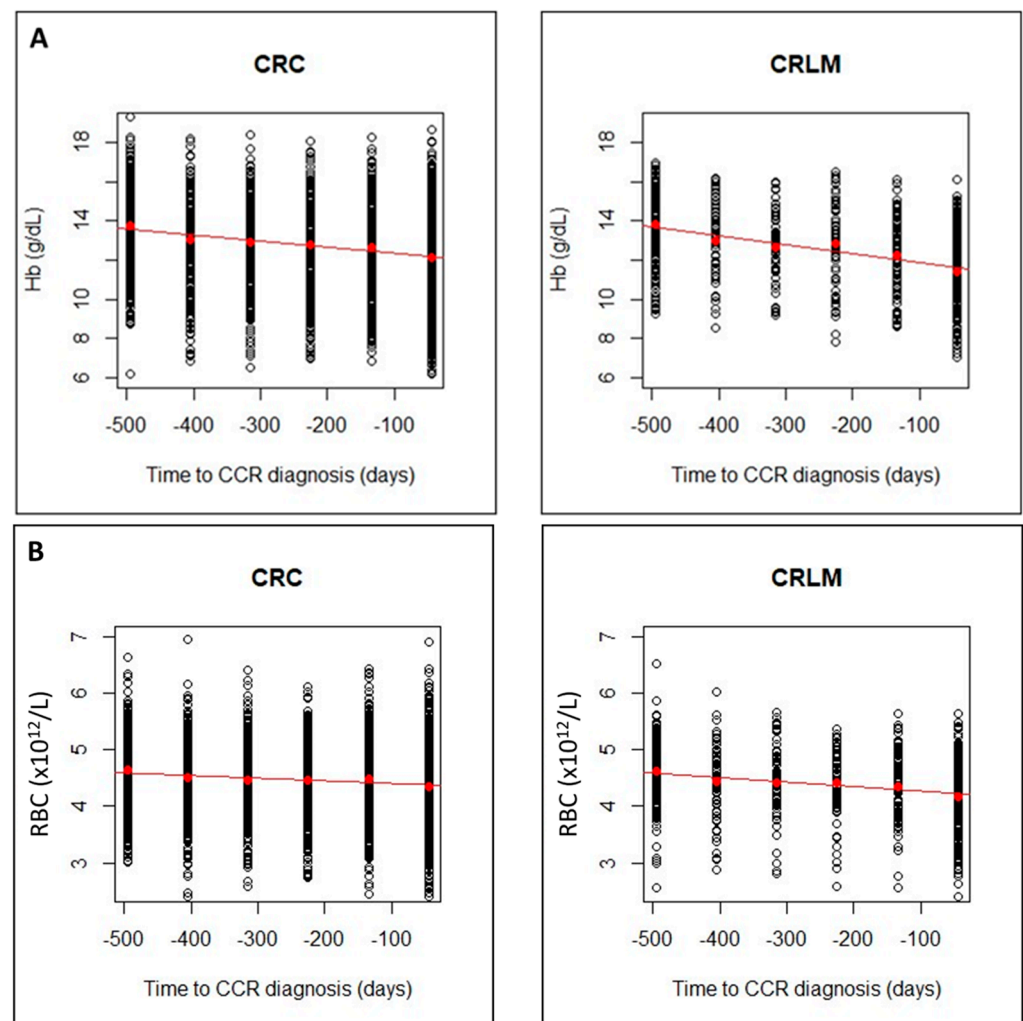 A
CRC
Hb (g/dL)
18
14
10
8
6
-500 -400 -300 -200 -100
Time to CCR diagnosis (days)
CRLM
Hb (g/dL)
18
14
10
8
6
-500 -400 -300 -200 -100
Time to CCR diagnosis (days)
B
CRC
RBC (x10¹²/L)
7
6
5
4
3
-500 -400 -300 -200 -100
Time to CCR diagnosis (days)
CRLM
RBC (x10¹²/L)
7
6
5
4
3
-500 -400 -300 -200 -100
Time to CCR diagnosis (days)